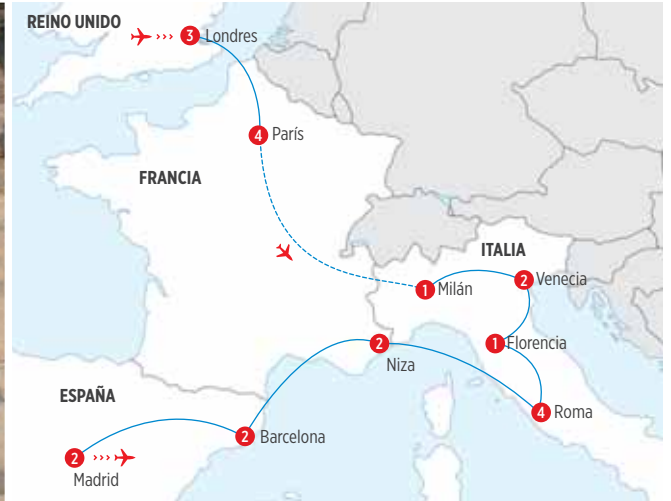 REINO UNIDO
3 Londres
4 París
FRANCIA
ITALIA
1 Milán
2 Venecia
1 Florencia
2
Niza
4 Roma
ESPAÑA
2 Barcelona
2
Madrid